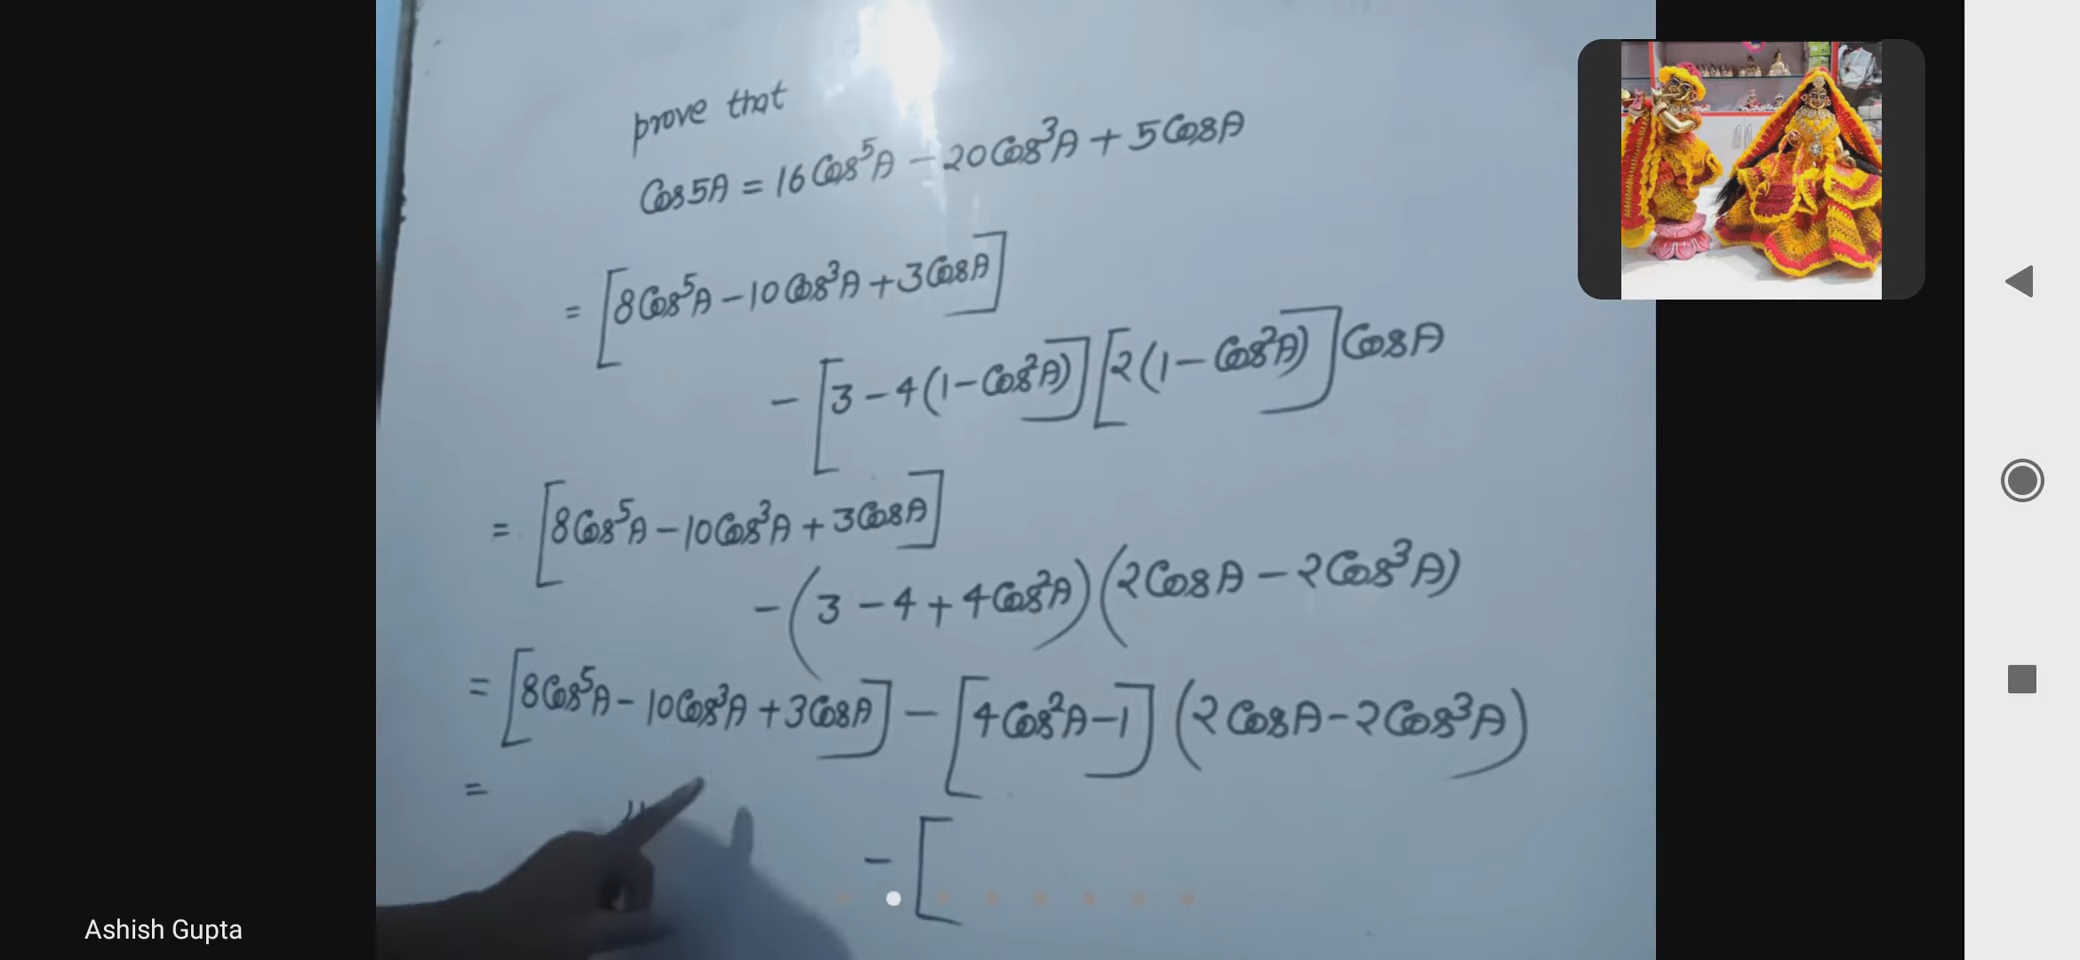 prove that
Cos5A = 16Cos⁵A - 20Cos³A + 5CosA
= [8Cos⁵A - 10Cos³A + 3CosA]
- [3 - 4(1 - Cos²A)] [2(1 - Cos²A)] CosA
= [8Cos⁵A - 10Cos³A + 3CosA]
- (3 - 4 + 4Cos²A) (2CosA - 2Cos³A)
= [8Cos⁵A - 10Cos³A + 3CosA] - [4Cos²A - 1] (2CosA - 2Cos³A)
=
- [
Ashish Gupta